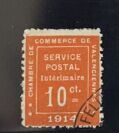 CHAMBRE DE COMMERCE DE VALENCIENNES
SERVICE
POSTAL
Intérimaire
10 ct.
1914